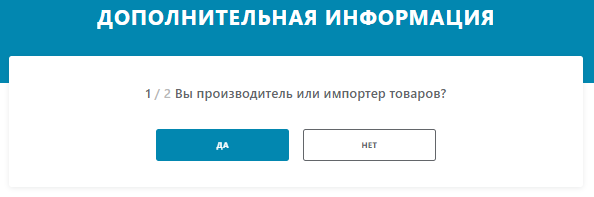 ДОПОЛНИТЕЛЬНАЯ ИНФОРМАЦИЯ
1 / 2 Вы производитель или импортер товаров?
ДА
НЕТ